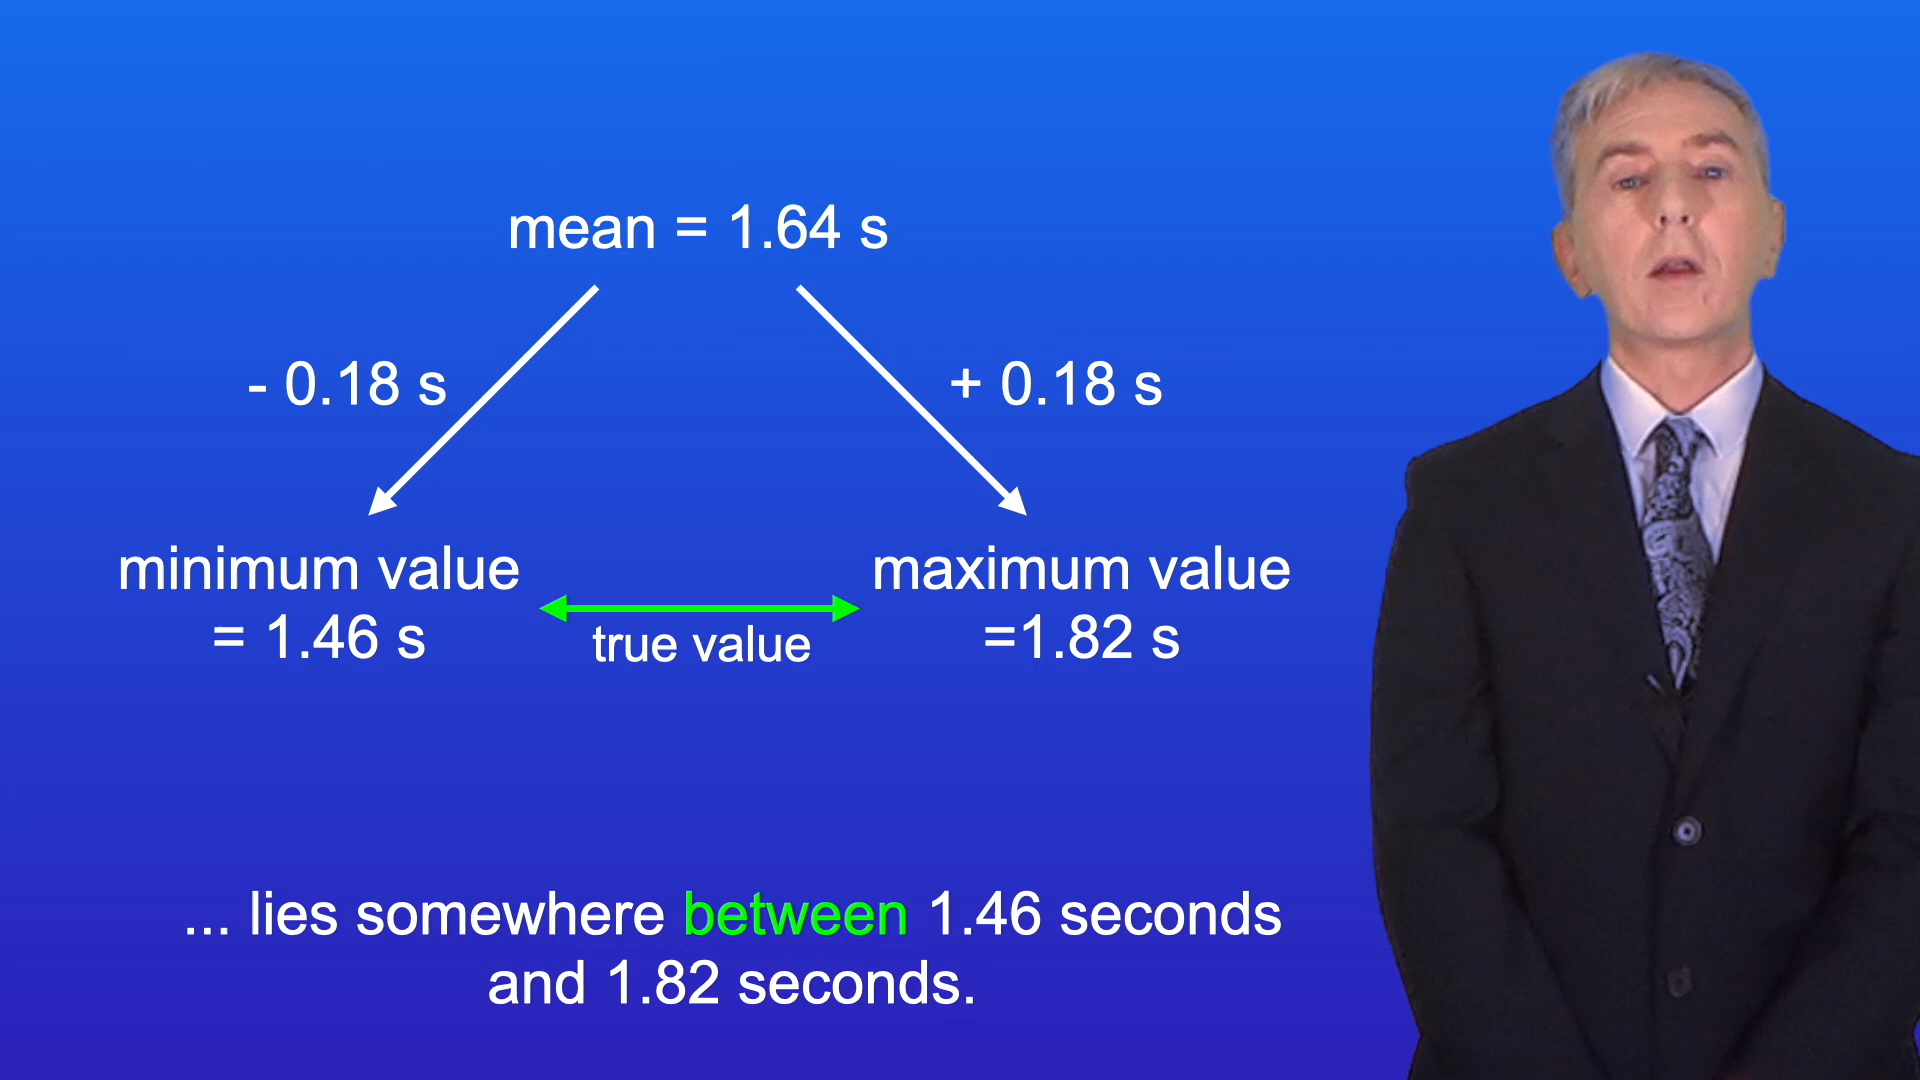 mean = 1.64 s
- 0.18 s
+ 0.18 s
minimum value
= 1.46 s
true value
maximum value
=1.82 s
... lies somewhere between 1.46 seconds
and 1.82 seconds.